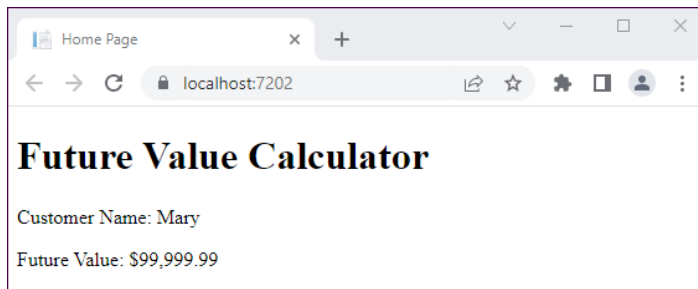 Home Page
localhost:7202
Future Value Calculator
Customer Name: Mary
Future Value: $99,999.99